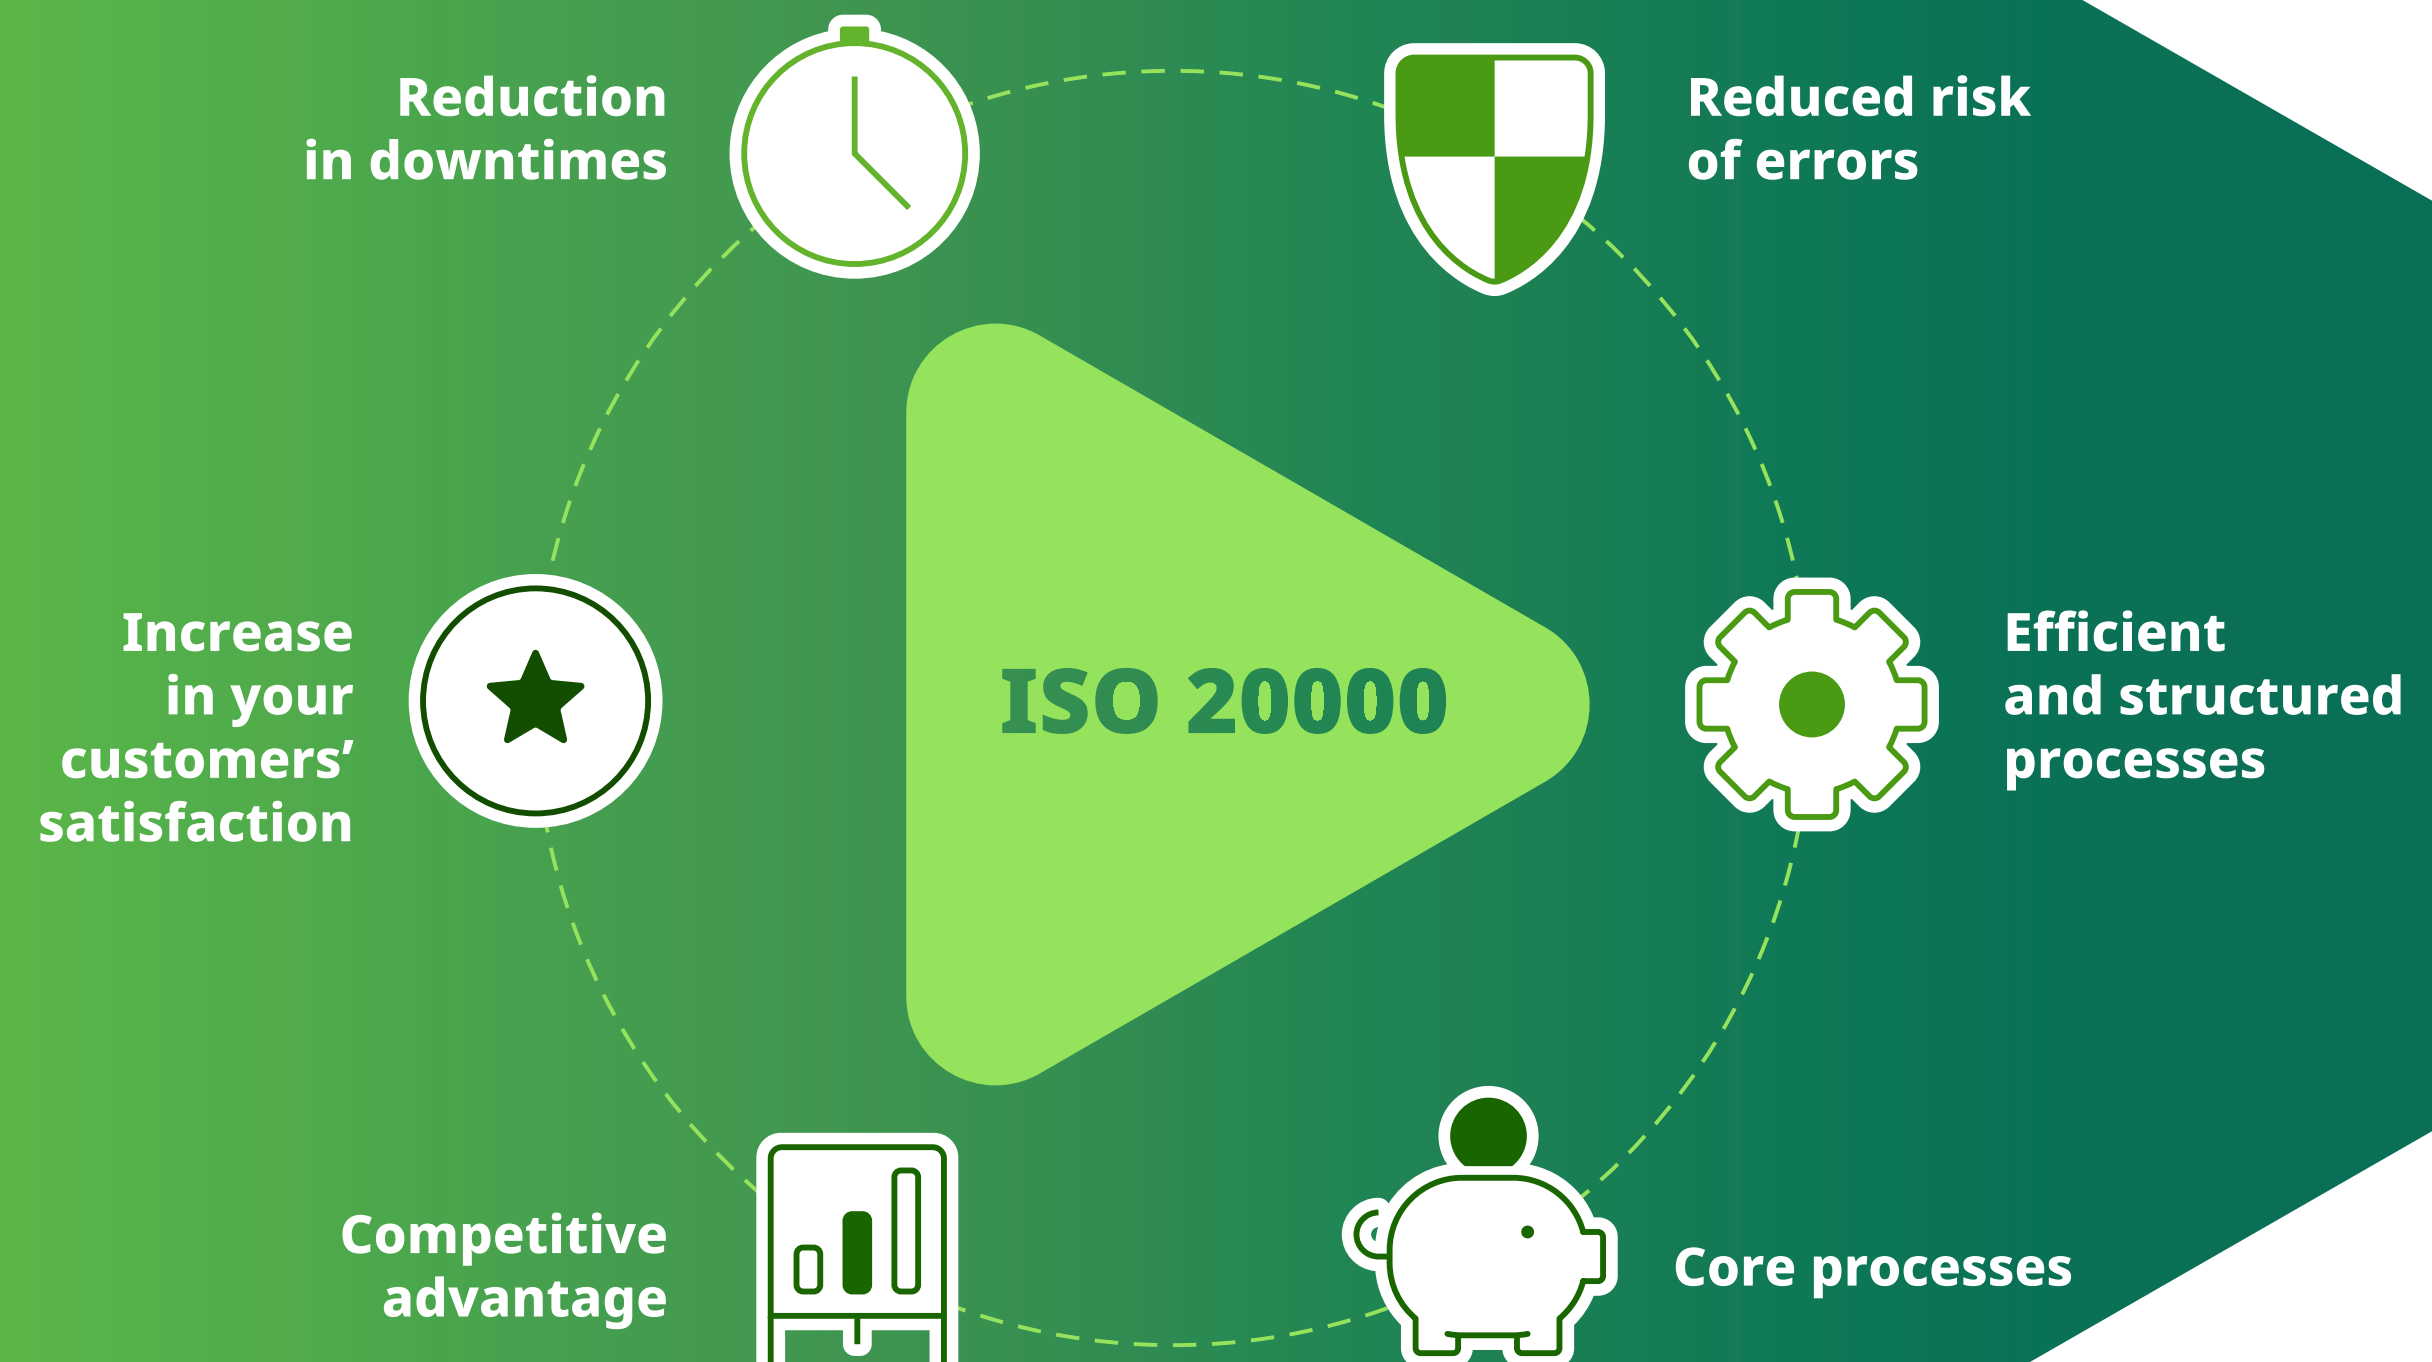 Reduction
in downtimes
Reduced risk
of errors
Increase
in your
customers’
satisfaction
ISO 20000
Efficient
and structured
processes
Competitive
advantage
Core processes